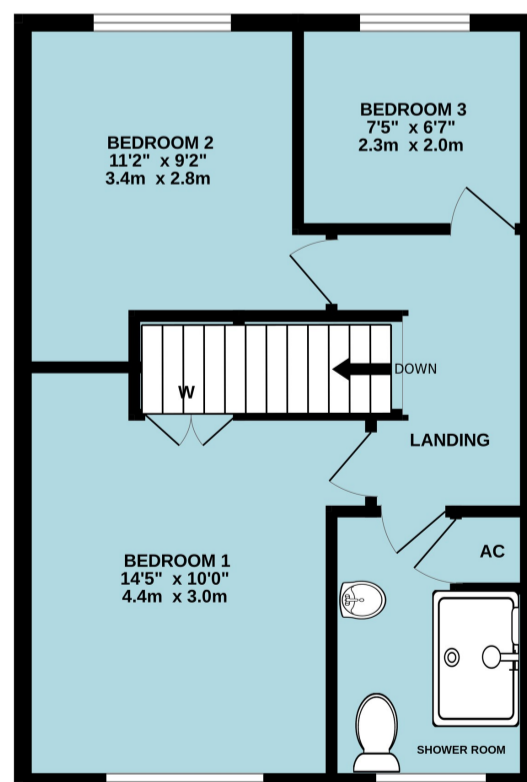 BEDROOM 2
11'2" x 9'2"
3.4m x 2.8m
BEDROOM 3
7'5" x 6'7"
2.3m x 2.0m
W
DOWN
LANDING
BEDROOM 1
14'5" x 10'0"
4.4m x 3.0m
AC
SHOWER ROOM